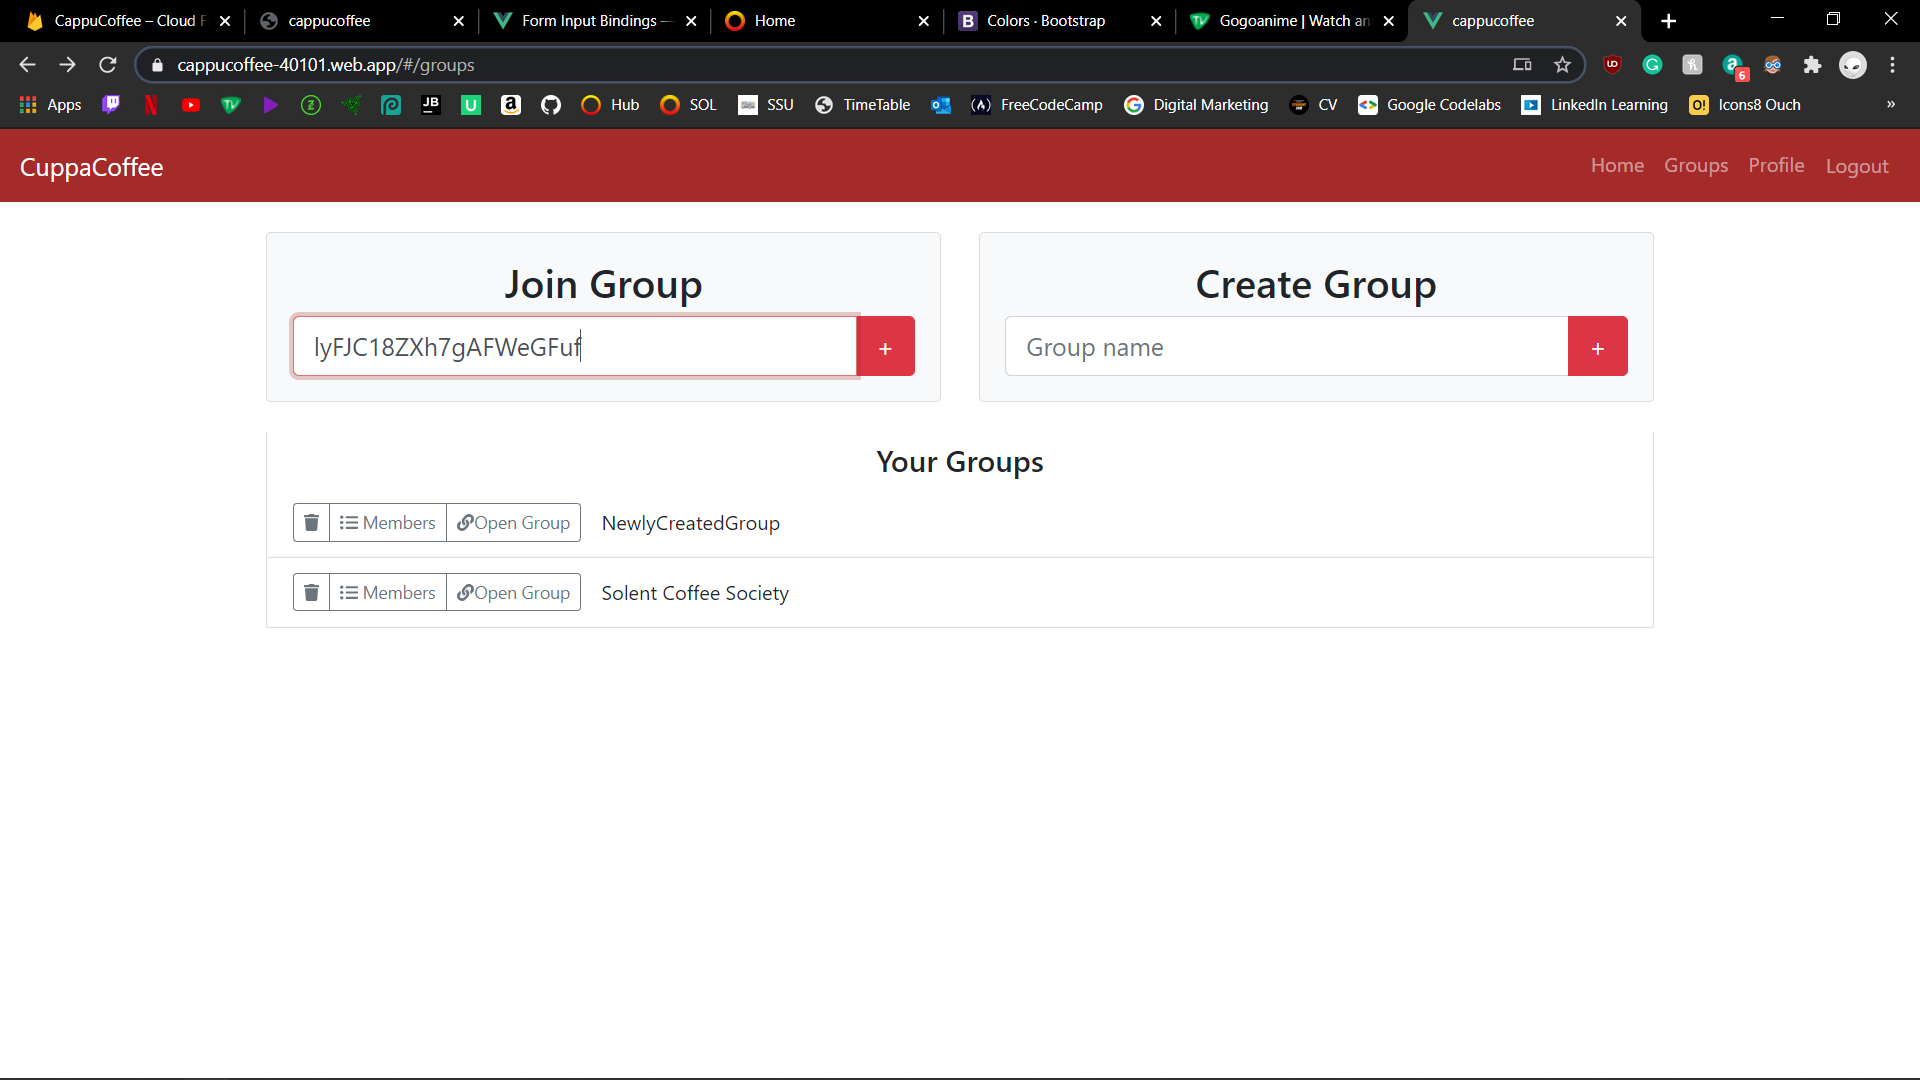 CappuCoffee – Cloud F
cappucoffee
Form Input Bindings —
Home
Colors · Bootstrap
Gogoanime | Watch an
cappucoffee
cappucoffee-40101.web.app/#/groups
6
Apps
Hub
SOL
SSU
TimeTable
FreeCodeCamp
Digital Marketing
CV
Google Codelabs
LinkedIn Learning
Icons8 Ouch
»
CuppaCoffee
Home
Groups
Profile
Logout
Join Group
lyFJC18ZXh7gAFWeGFuf
+
Create Group
Group name
+
Your Groups
Members
Open Group
NewlyCreatedGroup
Members
Open Group
Solent Coffee Society